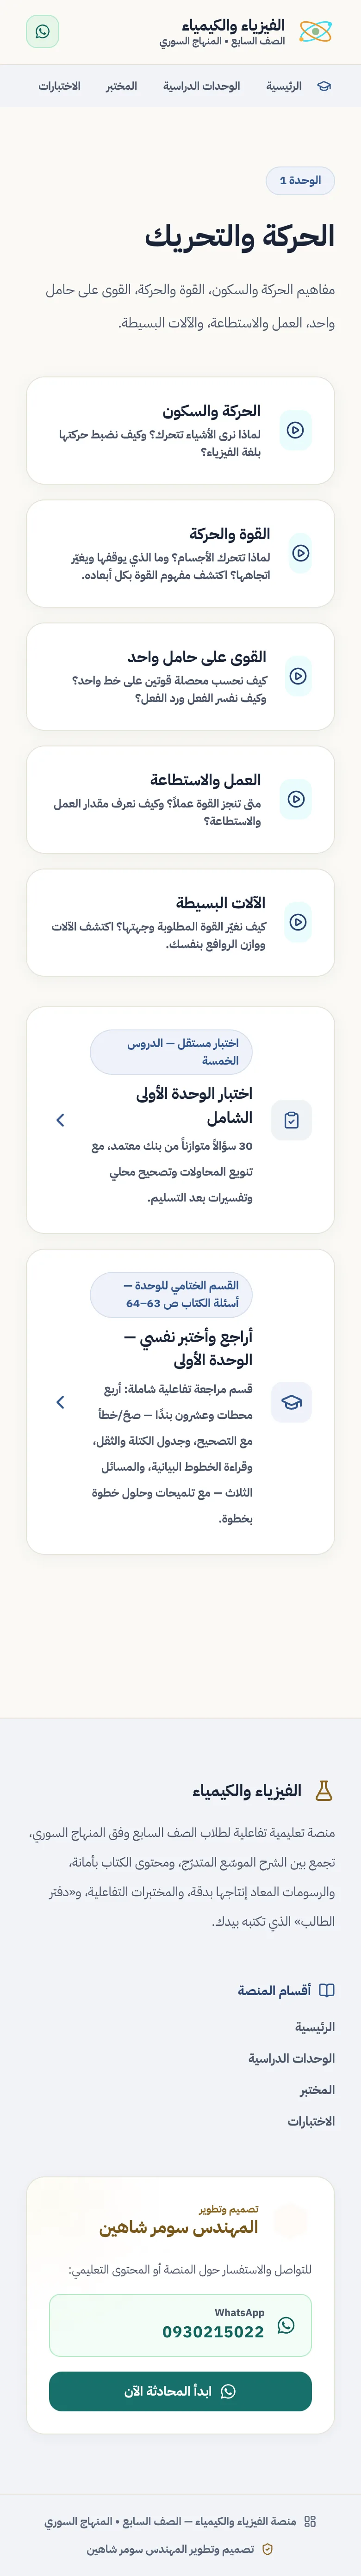 الفيزياء والكيمياء
الصف السابع • المنهاج السوري
الرئيسية
الوحدات الدراسية
المختبر
الاختبارات
الوحدة 1
الحركة والتحريك
مفاهيم الحركة والسكون، القوة والحركة، القوى على حامل
واحد، العمل والاستطاعة، والآلات البسيطة.
الحركة والسكون
لماذا نرى الأشياء تتحرك؟ وكيف نضبط حركتها
بلغة الفيزياء؟
القوة والحركة
لماذا تتحرك الأجسام؟ وما الذي يوقفها ويغيّر
اتجاهها؟ اكتشف مفهوم القوة بكل أبعاده.
القوى على حامل واحد
كيف نحسب محصلة قوتين على خط واحد؟
وكيف نفسر الفعل ورد الفعل؟
العمل والاستطاعة
متى تنجز القوة عملاً؟ وكيف نعرف مقدار العمل
والاستطاعة؟
الآلات البسيطة
كيف نغيّر القوة المطلوبة وجهتها؟ اكتشف الآلات
ووازن الروافع بنفسك.
اختبار مستقل — الدروس
الخمسة
اختبار الوحدة الأولى
الشامل
30 سؤالاً متوازناً من بنك معتمد، مع
تنويع المحاولات وتصحيح محلي
وتفسيرات بعد التسليم.
القسم الختامي للوحدة —
أسئلة الكتاب ص 63–64
أراجع وأختبر نفسي —
الوحدة الأولى
قسم مراجعة تفاعلية شاملة: أربع
محطات وعشرون بندًا — صحّ/خطأ
مع التصحيح، وجدول الكتلة والثقل،
وقراءة الخطوط البيانية، والمسائل
الثلاث — مع تلميحات وحلول خطوة
بخطوة.
الفيزياء والكيمياء
منصة تعليمية تفاعلية لطلاب الصف السابع وفق المنهاج السوري،
تجمع بين الشرح الموسّع المتدرّج، ومحتوى الكتاب بأمانة،
والرسومات المعاد إنتاجها بدقة، والمختبرات التفاعلية، و«دفتر
الطالب» الذي تكتبه بيدك.
أقسام المنصة
الرئيسية
الوحدات الدراسية
المختبر
الاختبارات
تصميم وتطوير
المهندس سومر شاهين
للتواصل والاستفسار حول المنصة أو المحتوى التعليمي:
WhatsApp
0930215022
ابدأ المحادثة الآن
منصة الفيزياء والكيمياء — الصف السابع • المنهاج السوري
تصميم وتطوير المهندس سومر شاهين